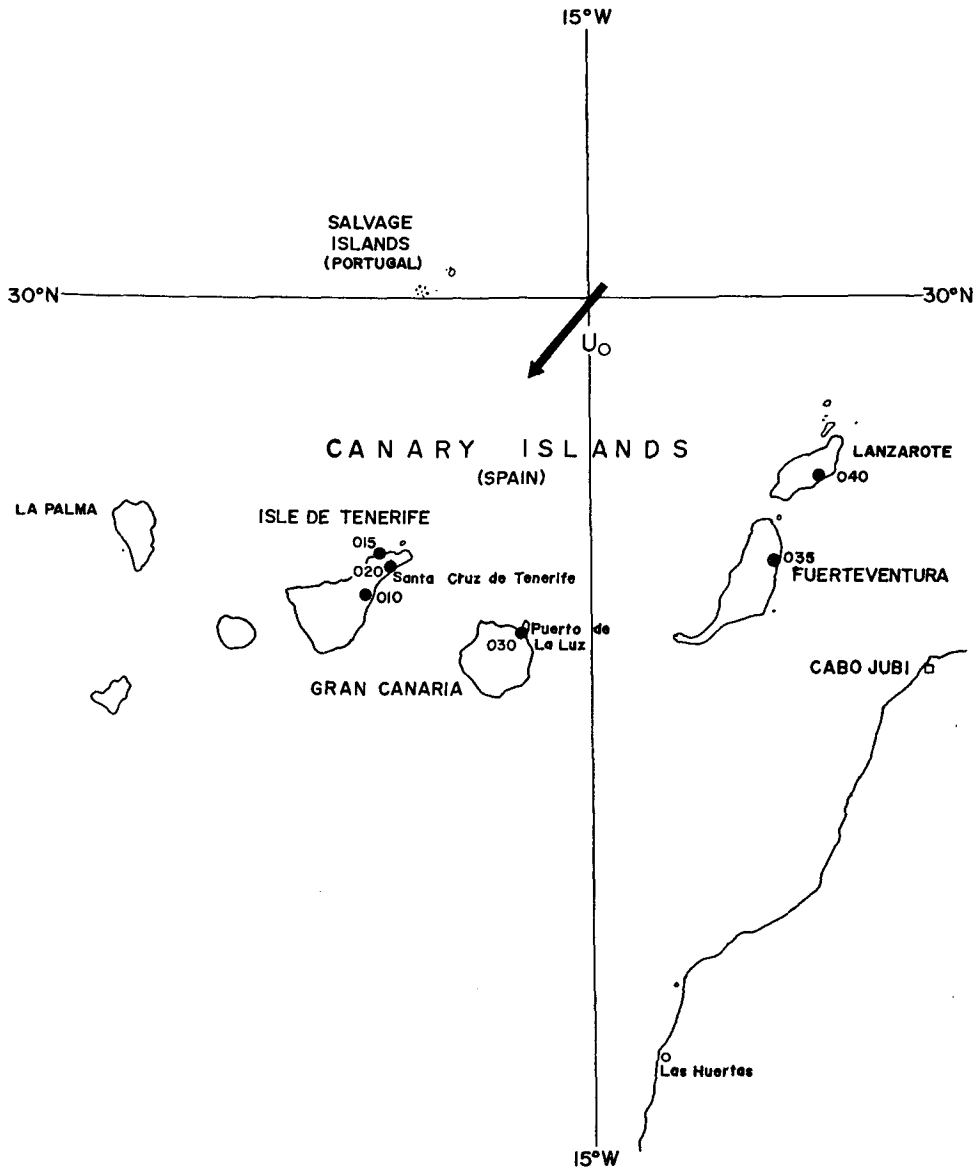 15°W
SALVAGE
ISLANDS
(PORTUGAL)
30°N
30°N
U₀
CANARY ISLANDS
(SPAIN)
LANZAROTE
040
LA PALMA
ISLE DE TENERIFE
015
020
Santa Cruz de Tenerife
010
035
FUERTEVENTURA
Puerto de
La Luz
030
GRAN CANARIA
CABO JUBI
Las Huertas
15°W